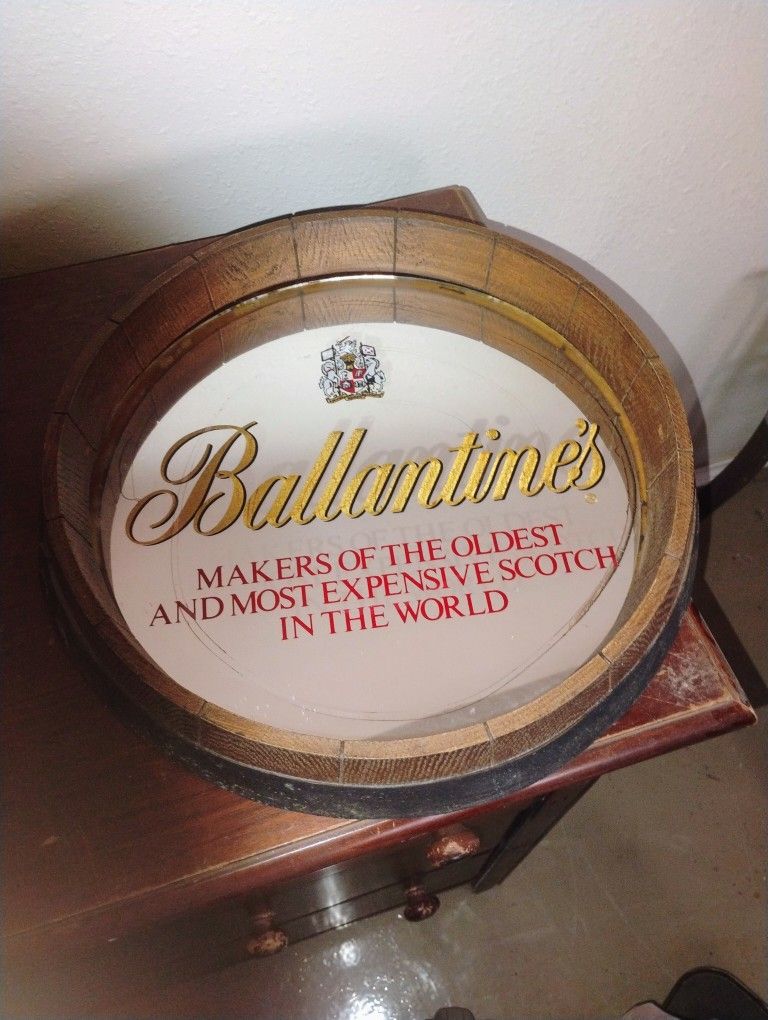 Ballantine's
MAKERS OF THE OLDEST
AND MOST EXPENSIVE SCOTCH
IN THE WORLD